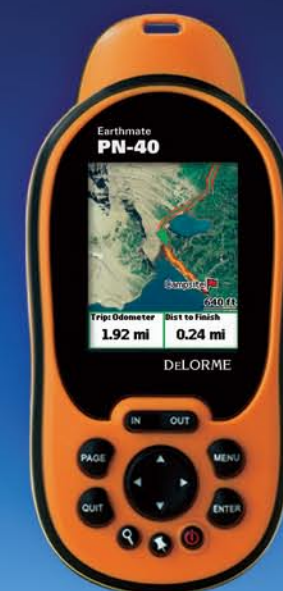 Earthmate
PN-40
Campsite
640 ft
Trip: Odometer Dist to Finish
1.92 mi 0.24 mi
DELORME
IN OUT
PAGE MENU
QUIT ENTER